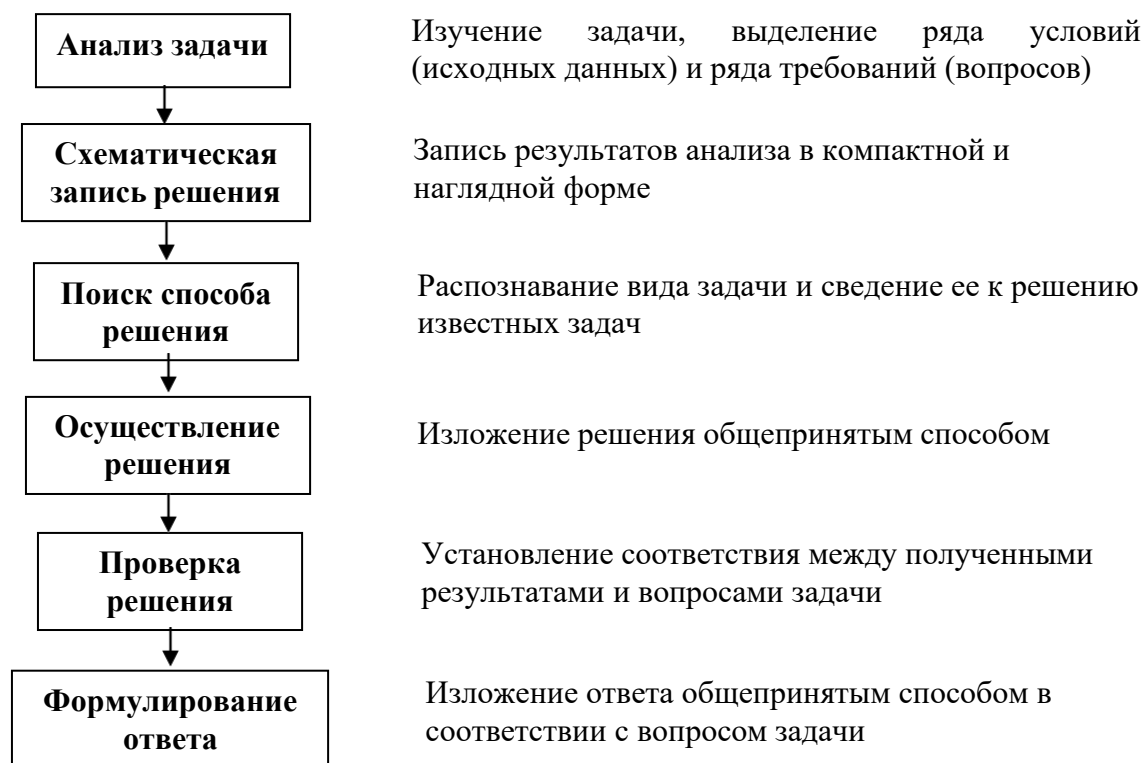 Анализ задачи
Изучение задачи, выделение ряда условий
(исходных данных) и ряда требований (вопросов)
Схематическая
запись решения
Запись результатов анализа в компактной и
наглядной форме
Поиск способа
решения
Распознавание вида задачи и сведение ее к решению
известных задач
Осуществление
решения
Изложение решения общепринятым способом
Проверка
решения
Установление соответствия между полученными
результатами и вопросами задачи
Формулирование
ответа
Изложение ответа общепринятым способом в
соответствии с вопросом задачи